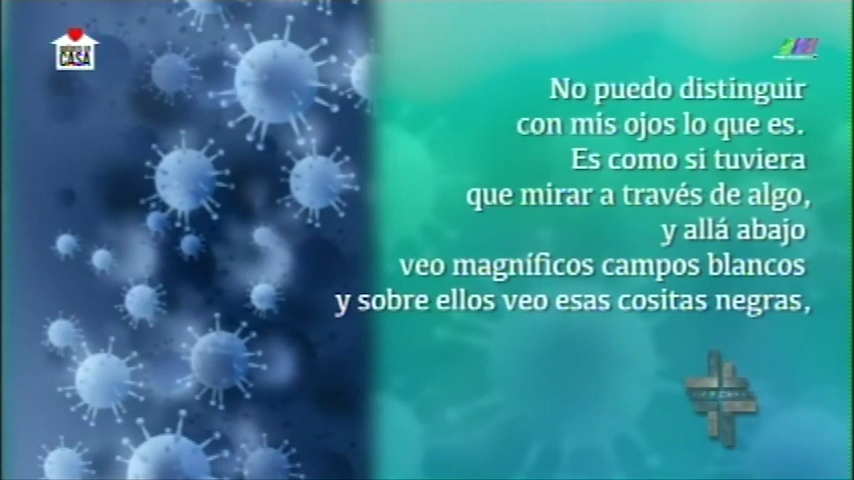 CASA
No puedo distinguir
con mis ojos lo que es.
Es como si tuviera
que mirar a través de algo,
y allá abajo
veo magníficos campos blancos
y sobre ellos veo esas cositas negras,